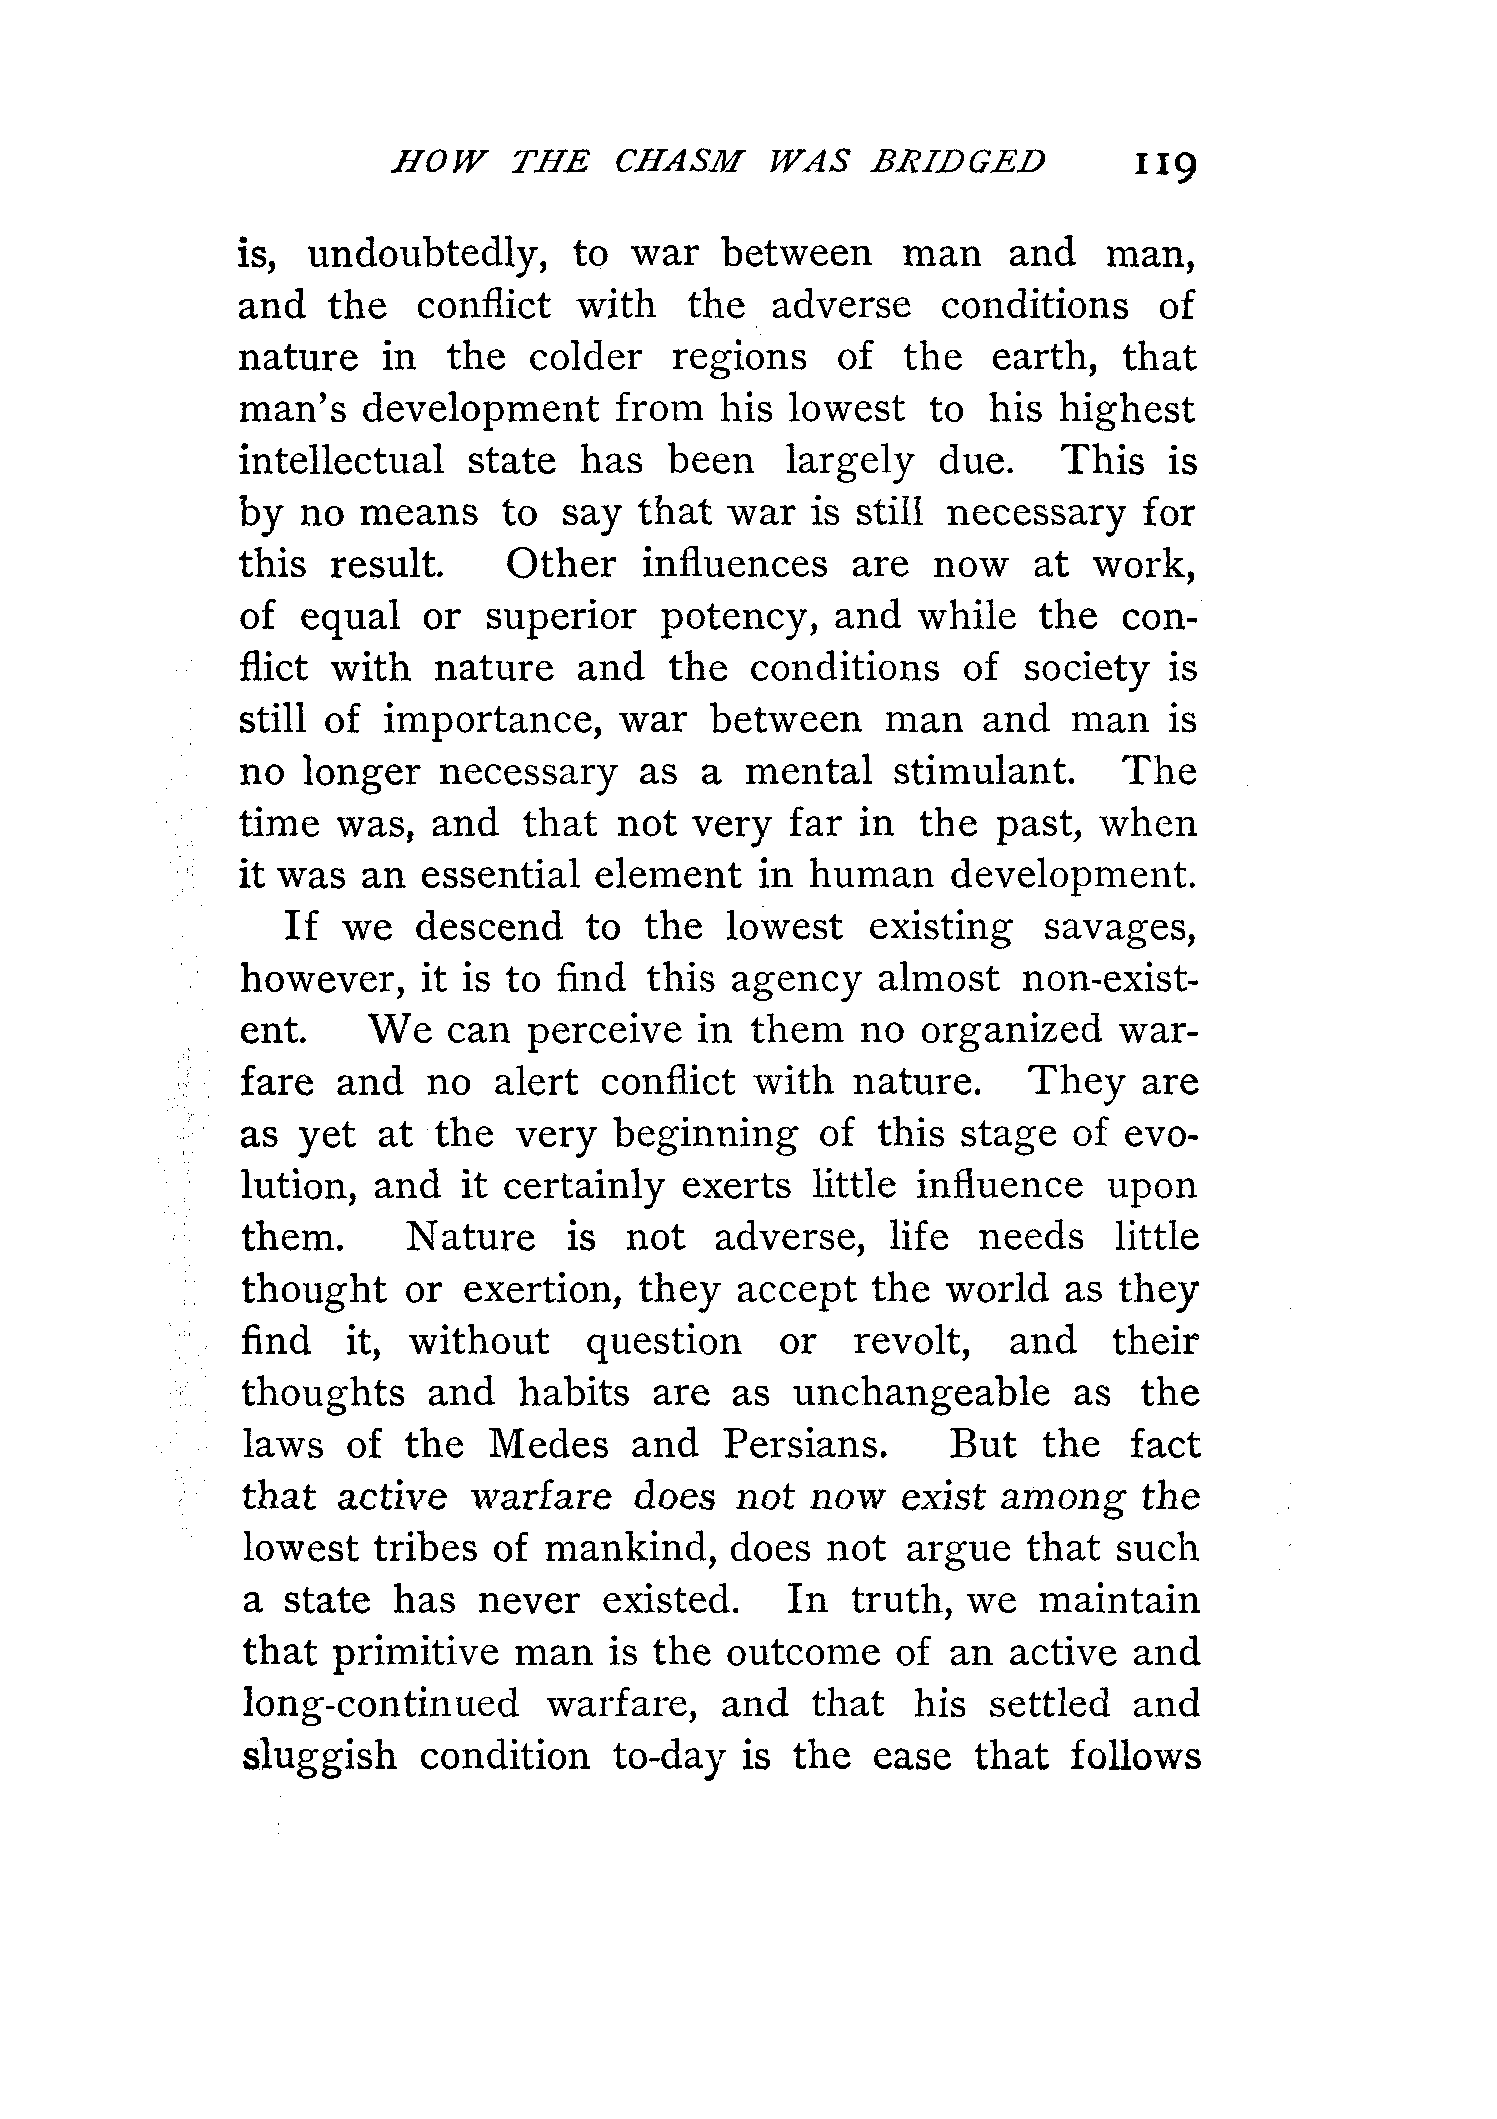 HOW THE CHASM WAS BRIDGED 119
is, undoubtedly, to war between man and man,
and the conflict with the adverse conditions of
nature in the colder regions of the earth, that
man's development from his lowest to his highest
intellectual state has been largely due. This is
by no means to say that war is still necessary for
this result. Other influences are now at work,
of equal or superior potency, and while the con-
flict with nature and the conditions of society is
still of importance, war between man and man is
no longer necessary as a mental stimulant. The
time was, and that not very far in the past, when
it was an essential element in human development.
If we descend to the lowest existing savages,
however, it is to find this agency almost non-exist-
ent. We can perceive in them no organized war-
fare and no alert conflict with nature. They are
as yet at the very beginning of this stage of evo-
lution, and it certainly exerts little influence upon
them. Nature is not adverse, life needs little
thought or exertion, they accept the world as they
find it, without question or revolt, and their
thoughts and habits are as unchangeable as the
laws of the Medes and Persians. But the fact
that active warfare does not now exist among the
lowest tribes of mankind, does not argue that such
a state has never existed. In truth, we maintain
that primitive man is the outcome of an active and
long-continued warfare, and that his settled and
sluggish condition to-day is the ease that follows